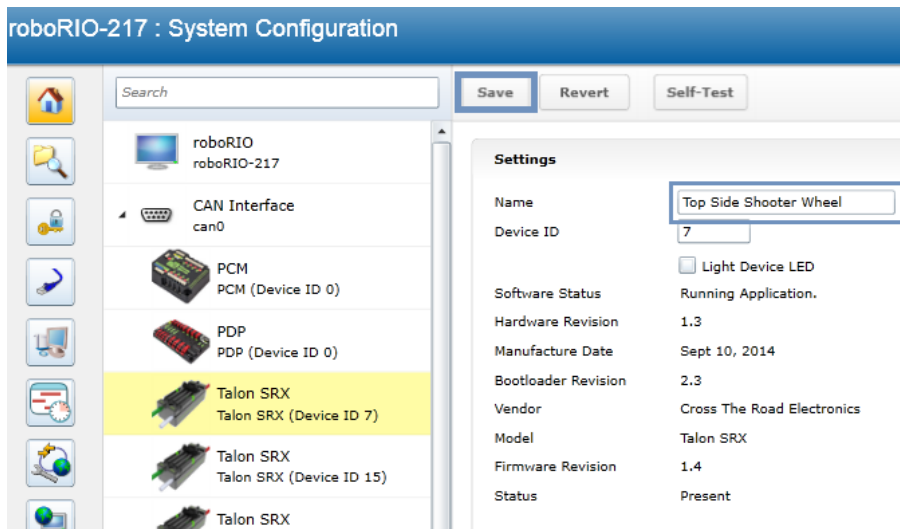 roboRIO-217 : System Configuration
Search
Save Revert Self-Test
roboRIO
roboRIO-217
CAN Interface
can0
PCM
PCM (Device ID 0)
PDP
PDP (Device ID 0)
Talon SRX
Talon SRX (Device ID 7)
Talon SRX
Talon SRX (Device ID 15)
Talon SRX
Settings
Name Top Side Shooter Wheel
Device ID 7
Light Device LED
Software Status Running Application.
Hardware Revision 1.3
Manufacture Date Sept 10, 2014
Bootloader Revision 2.3
Vendor Cross The Road Electronics
Model Talon SRX
Firmware Revision 1.4
Status Present